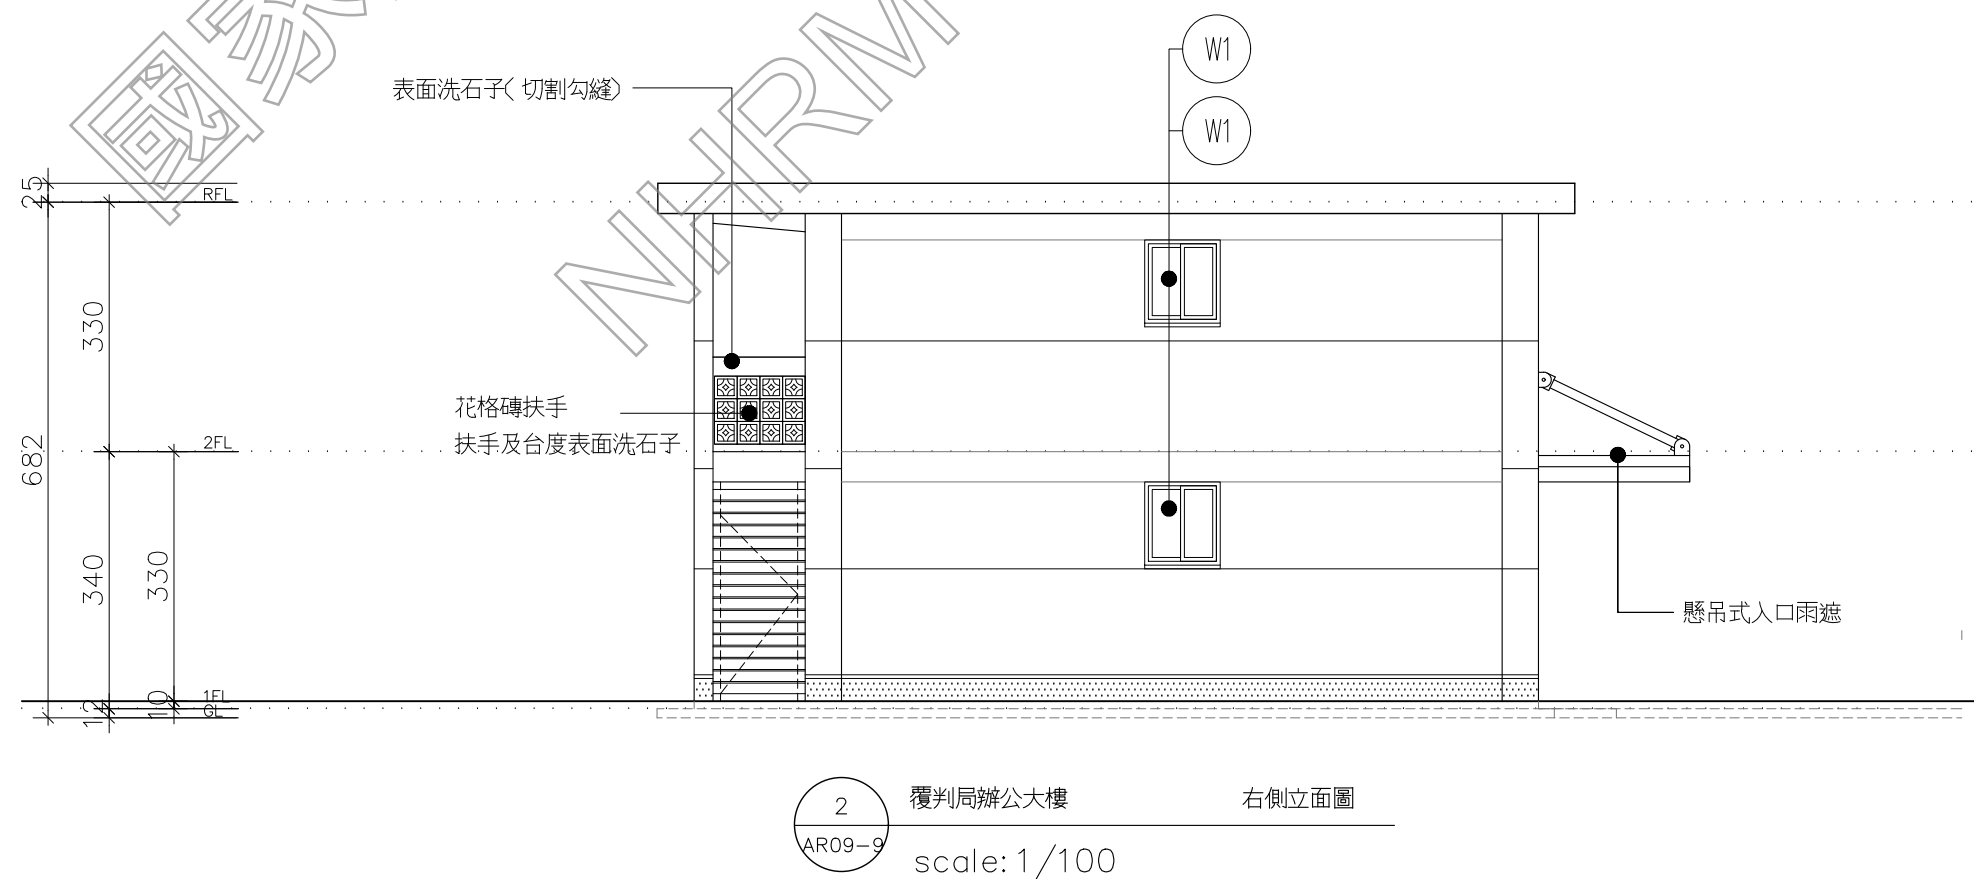 國家
NHRM
W1
表面洗石子( 切割勾縫)
W1
25
RFL
330
花格磚扶手
扶手及台度表面洗石子
2FL
682
340
330
懸吊式入口雨遮
1FL
GL
12
10
2
覆判局辦公大樓 右側立面圖
AR09-9
scale: 1/100